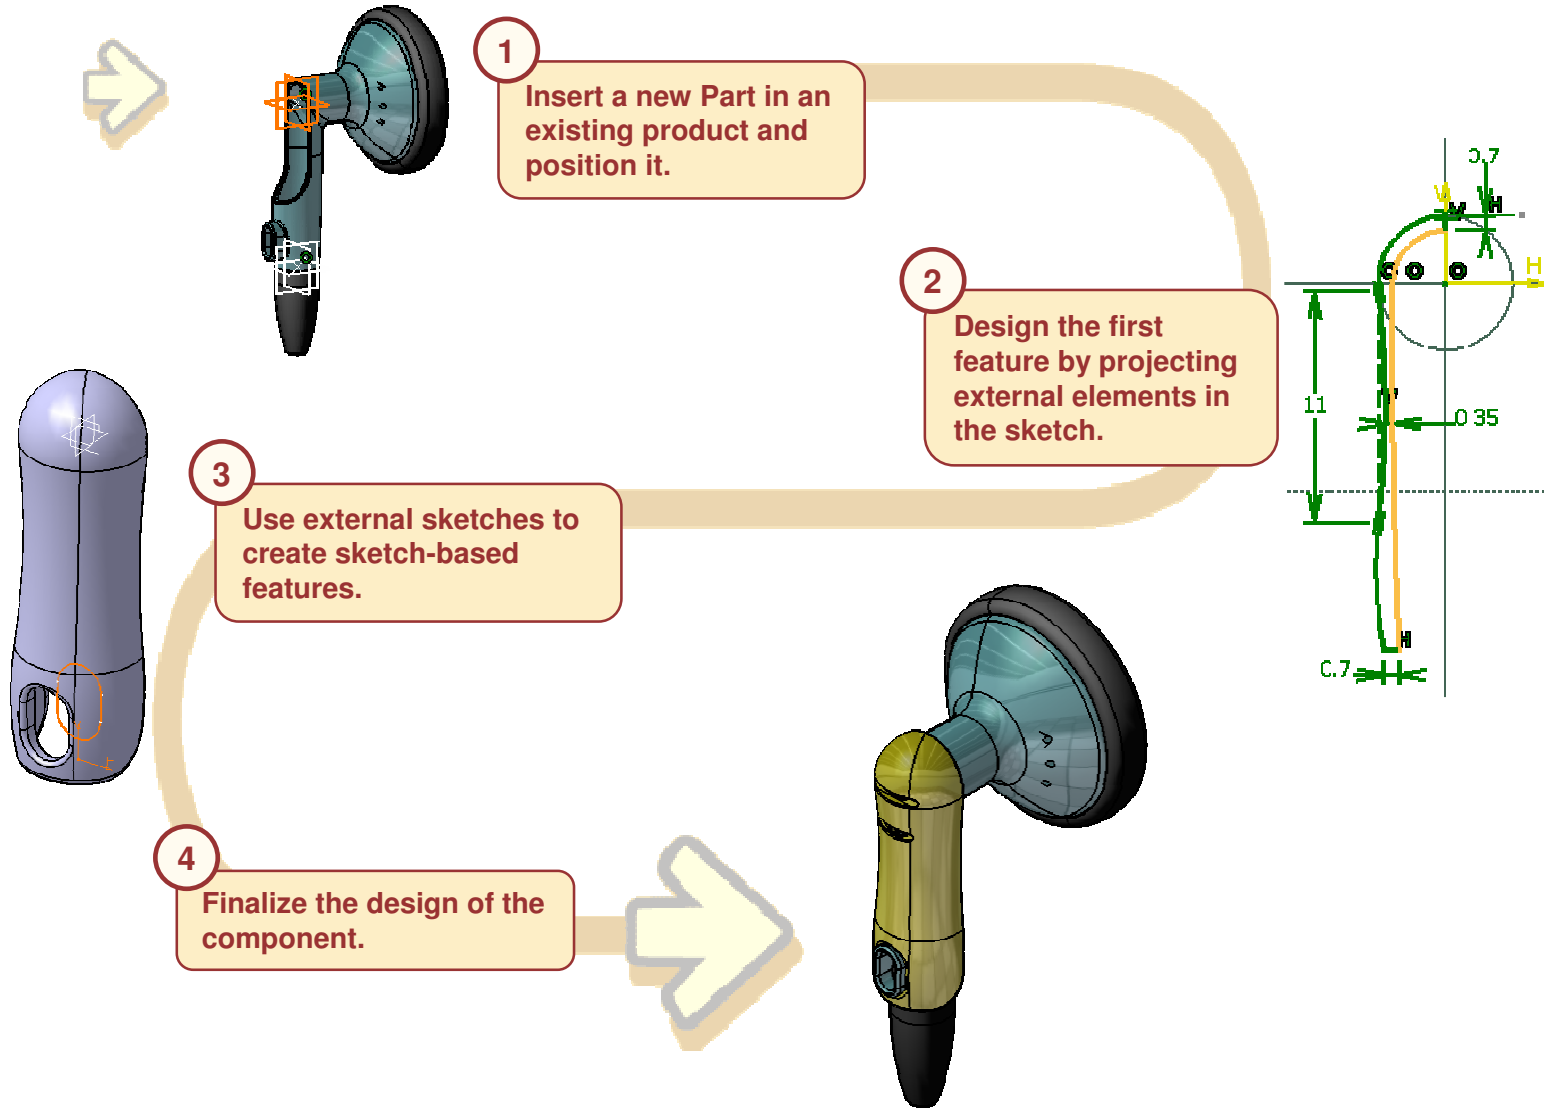 1
Insert a new Part in an
existing product and
position it.
2
Design the first
feature by projecting
external elements in
the sketch.
3
Use external sketches to
create sketch-based
features.
4
Finalize the design of the
component.
0.7
V
H
H
11
0.35
H
0.7